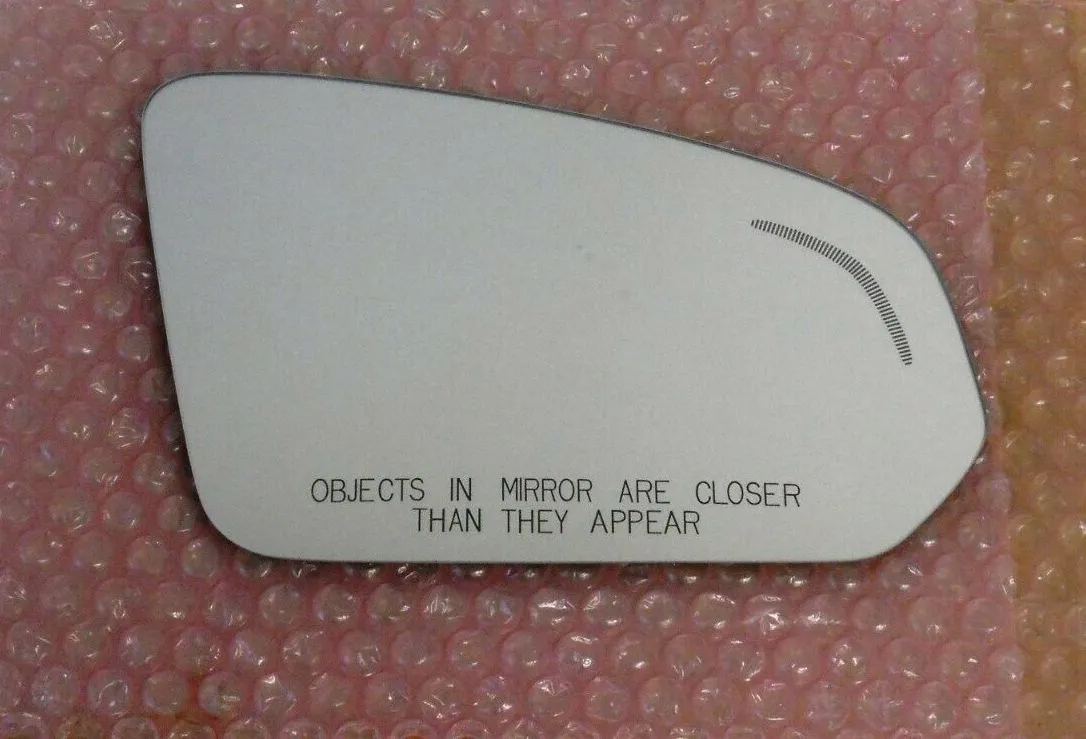 OBJECTS IN MIRROR ARE CLOSER
THAN THEY APPEAR